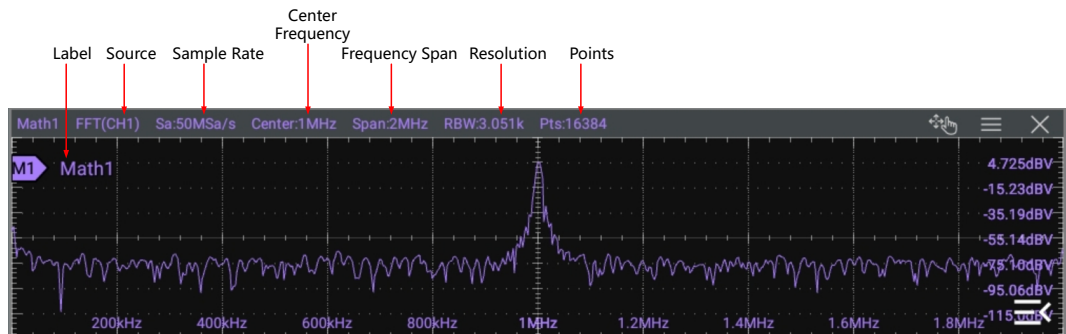 Center
Frequency
Label Source Sample Rate Frequency Span Resolution Points
Math1 FFT(CH1) Sa:50MSa/s Center:1MHz Span:2MHz RBW:3.051k Pts:16384
M1 Math1
4.725dBV
-15.23dBV
-35.19dBV
-55.14dBV
-75.10dBV
-95.06dBV
200kHz 400kHz 600kHz 800kHz 1MHz 1.2MHz 1.4MHz 1.6MHz 1.8MHz